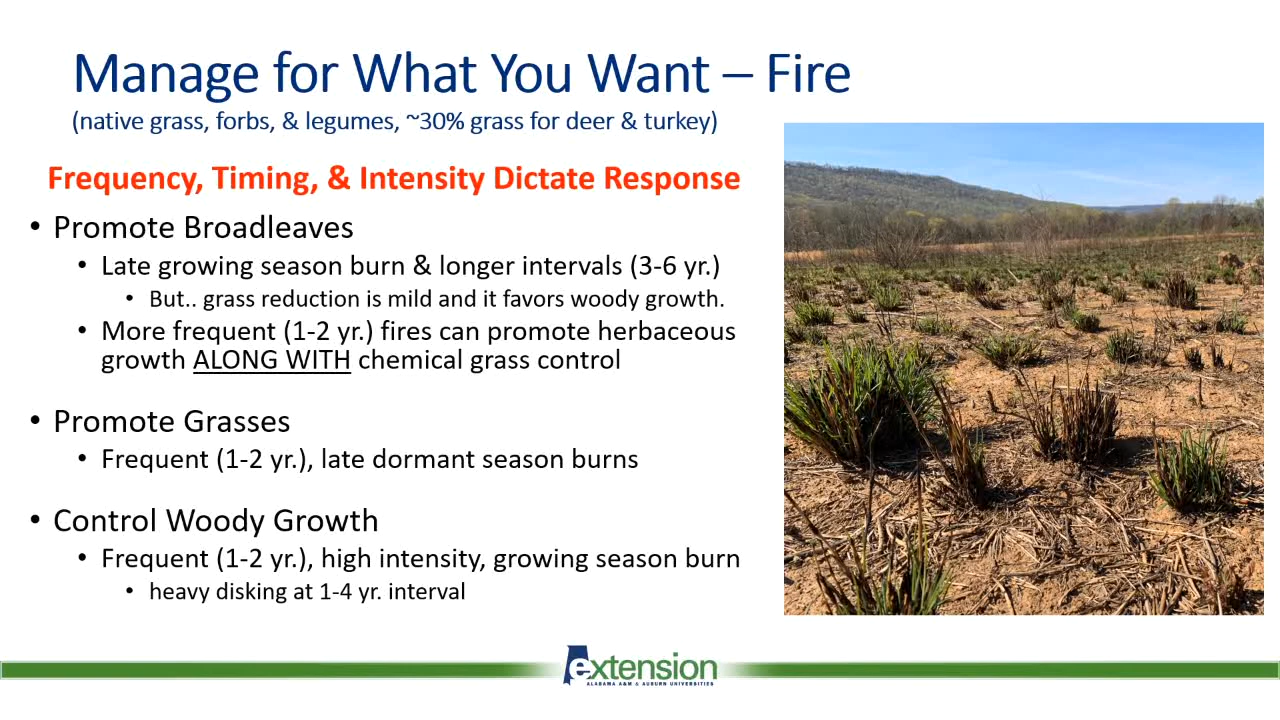 Manage for What You Want – Fire
(native grass, forbs, & legumes, ~30% grass for deer & turkey)
Frequency, Timing, & Intensity Dictate Response
• Promote Broadleaves
• Late growing season burn & longer intervals (3-6 yr.)
• But.. grass reduction is mild and it favors woody growth.
• More frequent (1-2 yr.) fires can promote herbaceous
growth ALONG WITH chemical grass control
• Promote Grasses
• Frequent (1-2 yr.), late dormant season burns
• Control Woody Growth
• Frequent (1-2 yr.), high intensity, growing season burn
• heavy disking at 1-4 yr. interval
extension
ALABAMA A&M & AUBURN UNIVERSITIES